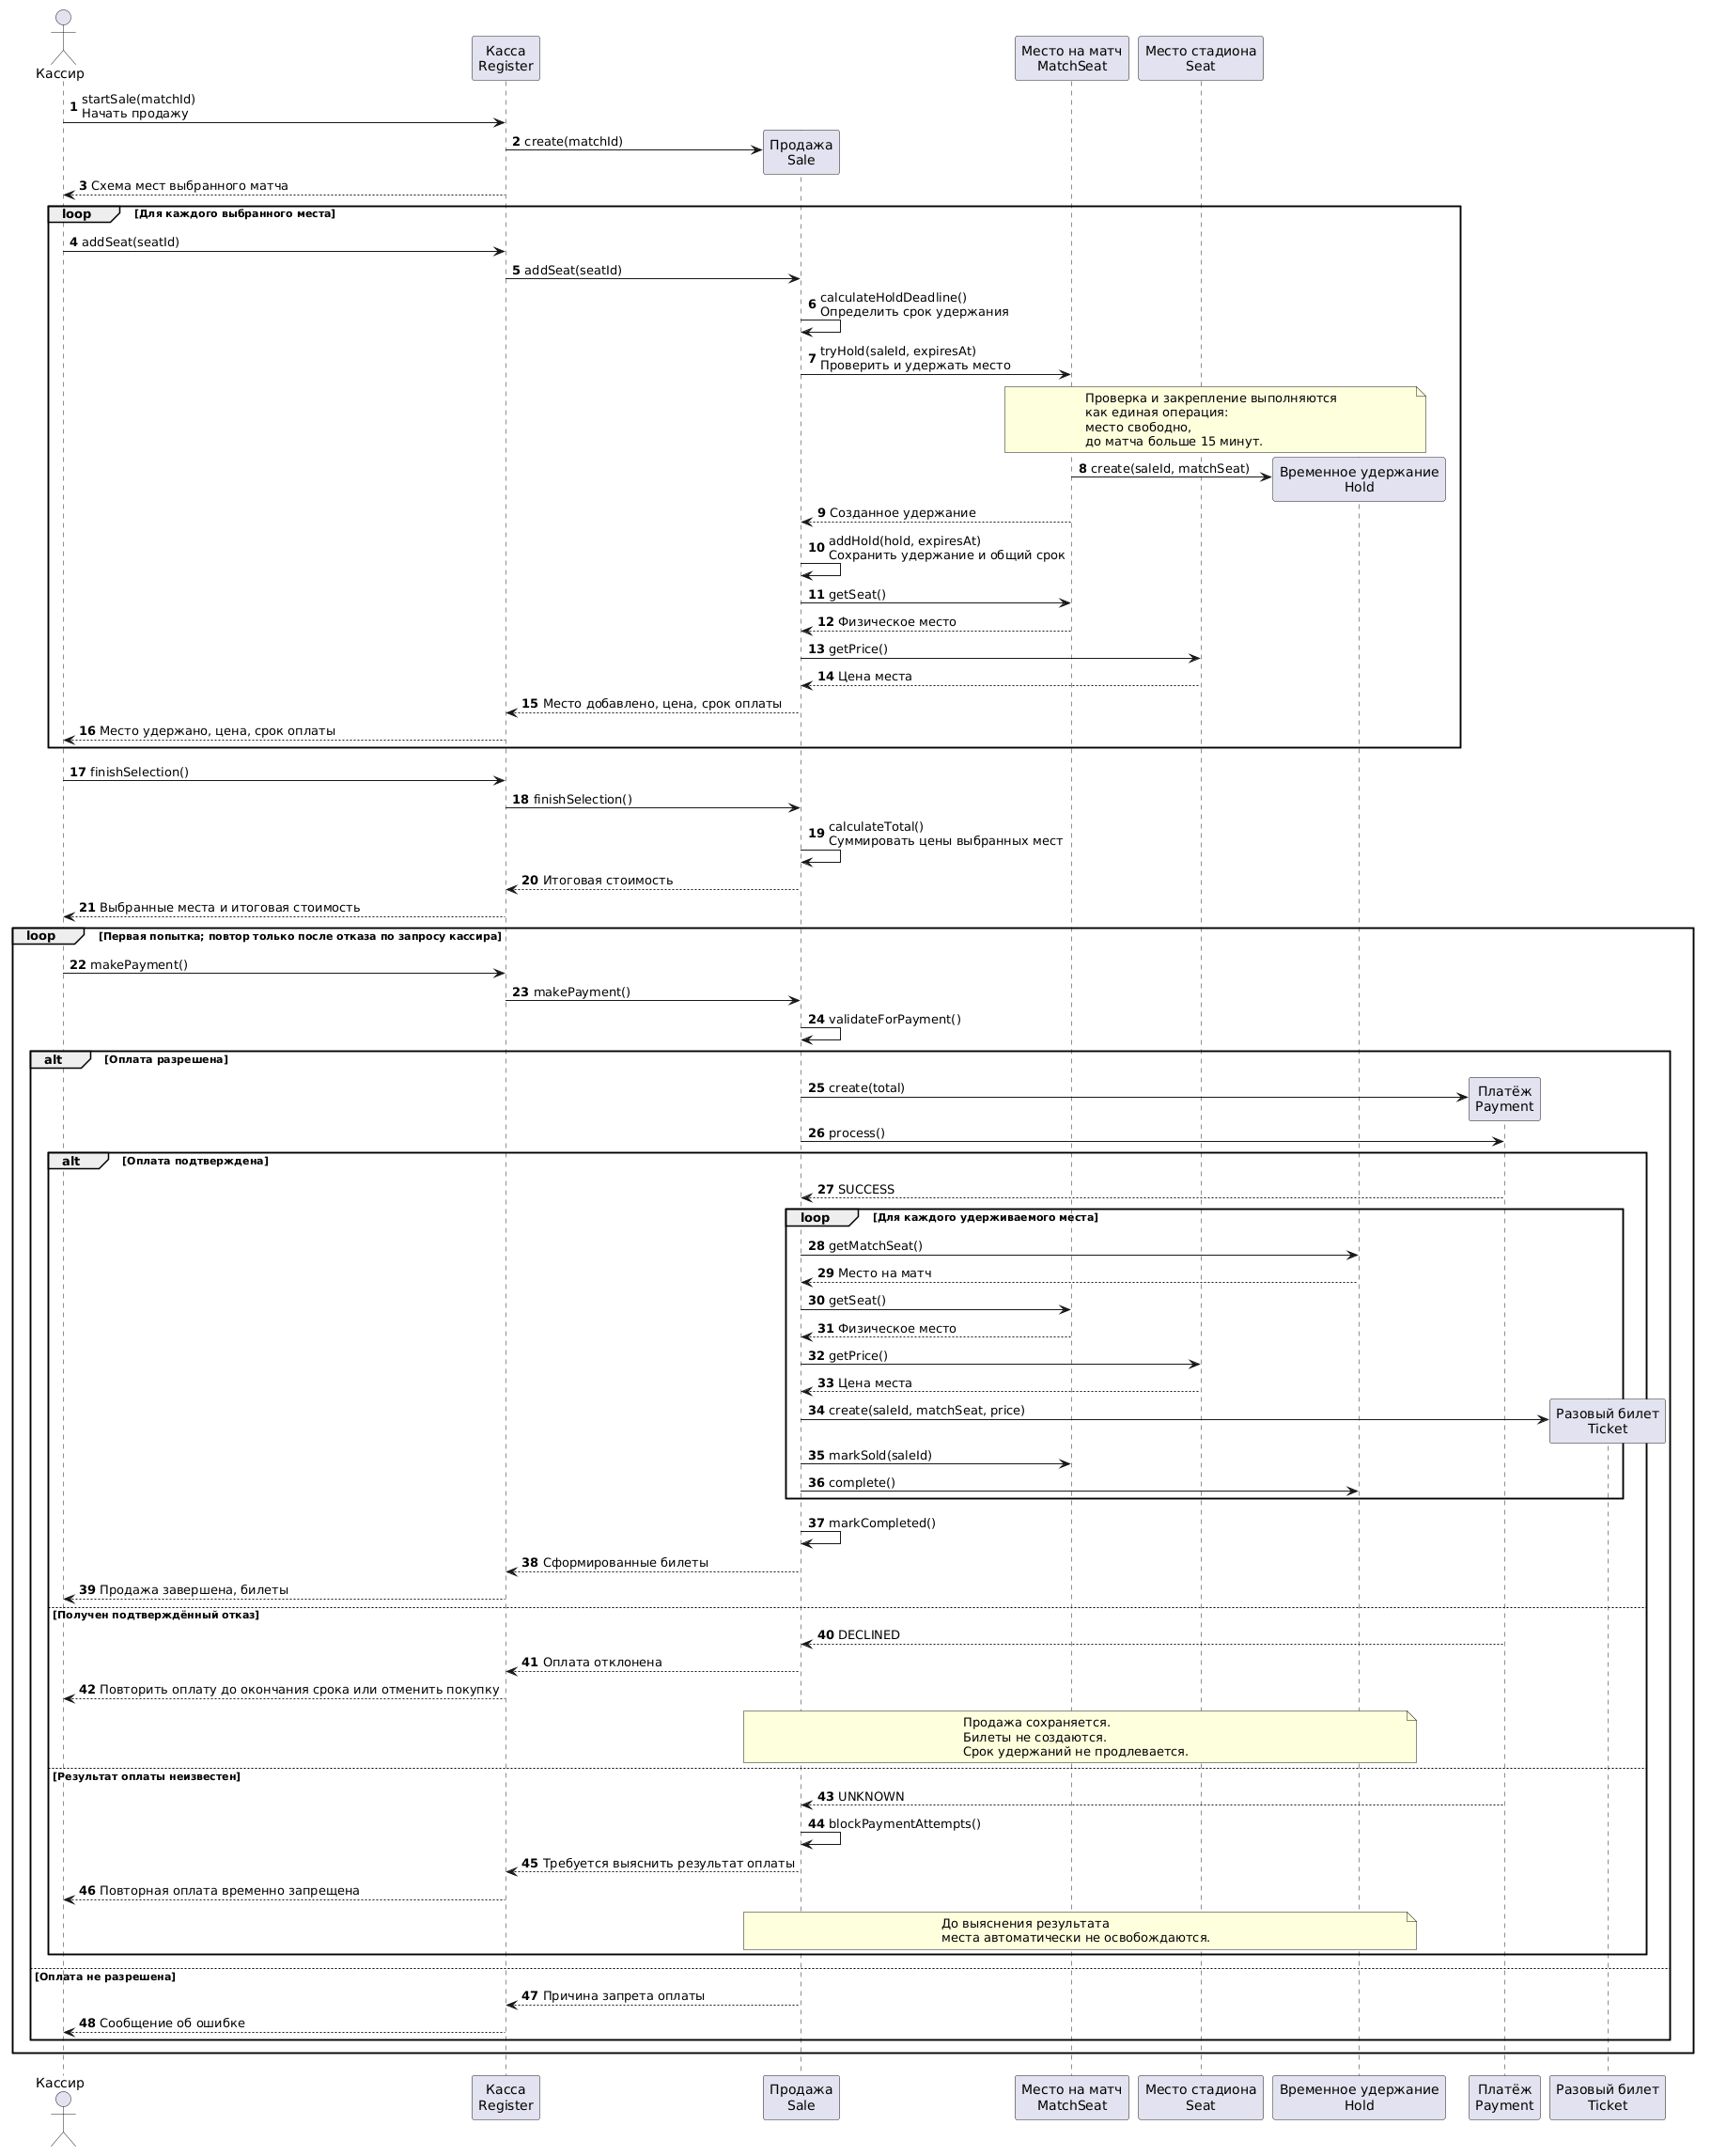 Кассир
Касса
Register
Место на матч
MatchSeat
Место стадиона
Seat
1 startSale(matchId)
Начать продажу
2 create(matchId)
Продажа
Sale
3 Схема мест выбранного матча
loop [Для каждого выбранного места]
4 addSeat(seatId)
5 addSeat(seatId)
6 calculateHoldDeadline()
Определить срок удержания
7 tryHold(saleId, expiresAt)
Проверить и удержать место
Проверка и закрепление выполняются
как единая операция:
место свободно,
до матча больше 15 минут.
8 create(saleId, matchSeat)
Временное удержание
Hold
9 Созданное удержание
10 addHold(hold, expiresAt)
Сохранить удержание и общий срок
11 getSeat()
12 Физическое место
13 getPrice()
14 Цена места
15 Место добавлено, цена, срок оплаты
16 Место удержано, цена, срок оплаты
17 finishSelection()
18 finishSelection()
19 calculateTotal()
Суммировать цены выбранных мест
20 Итоговая стоимость
21 Выбранные места и итоговая стоимость
loop [Первая попытка; повтор только после отказа по запросу кассира]
22 makePayment()
23 makePayment()
24 validateForPayment()
alt [Оплата разрешена]
25 create(total)
Платёж
Payment
26 process()
alt [Оплата подтверждена]
27 SUCCESS
loop [Для каждого удерживаемого места]
28 getMatchSeat()
29 Место на матч
30 getSeat()
31 Физическое место
32 getPrice()
33 Цена места
34 create(saleId, matchSeat, price)
Разовый билет
Ticket
35 markSold(saleId)
36 complete()
37 markCompleted()
38 Сформированные билеты
39 Продажа завершена, билеты
[Получен подтверждённый отказ]
40 DECLINED
41 Оплата отклонена
42 Повторить оплату до окончания срока или отменить покупку
Продажа сохраняется.
Билеты не создаются.
Срок удержаний не продлевается.
[Результат оплаты неизвестен]
43 UNKNOWN
44 blockPaymentAttempts()
45 Требуется выяснить результат оплаты
46 Повторная оплата временно запрещена
До выяснения результата
места автоматически не освобождаются.
[Оплата не разрешена]
47 Причина запрета оплаты
48 Сообщение об ошибке
Кассир
Касса
Register
Продажа
Sale
Место на матч
MatchSeat
Место стадиона
Seat
Временное удержание
Hold
Платёж
Payment
Разовый билет
Ticket